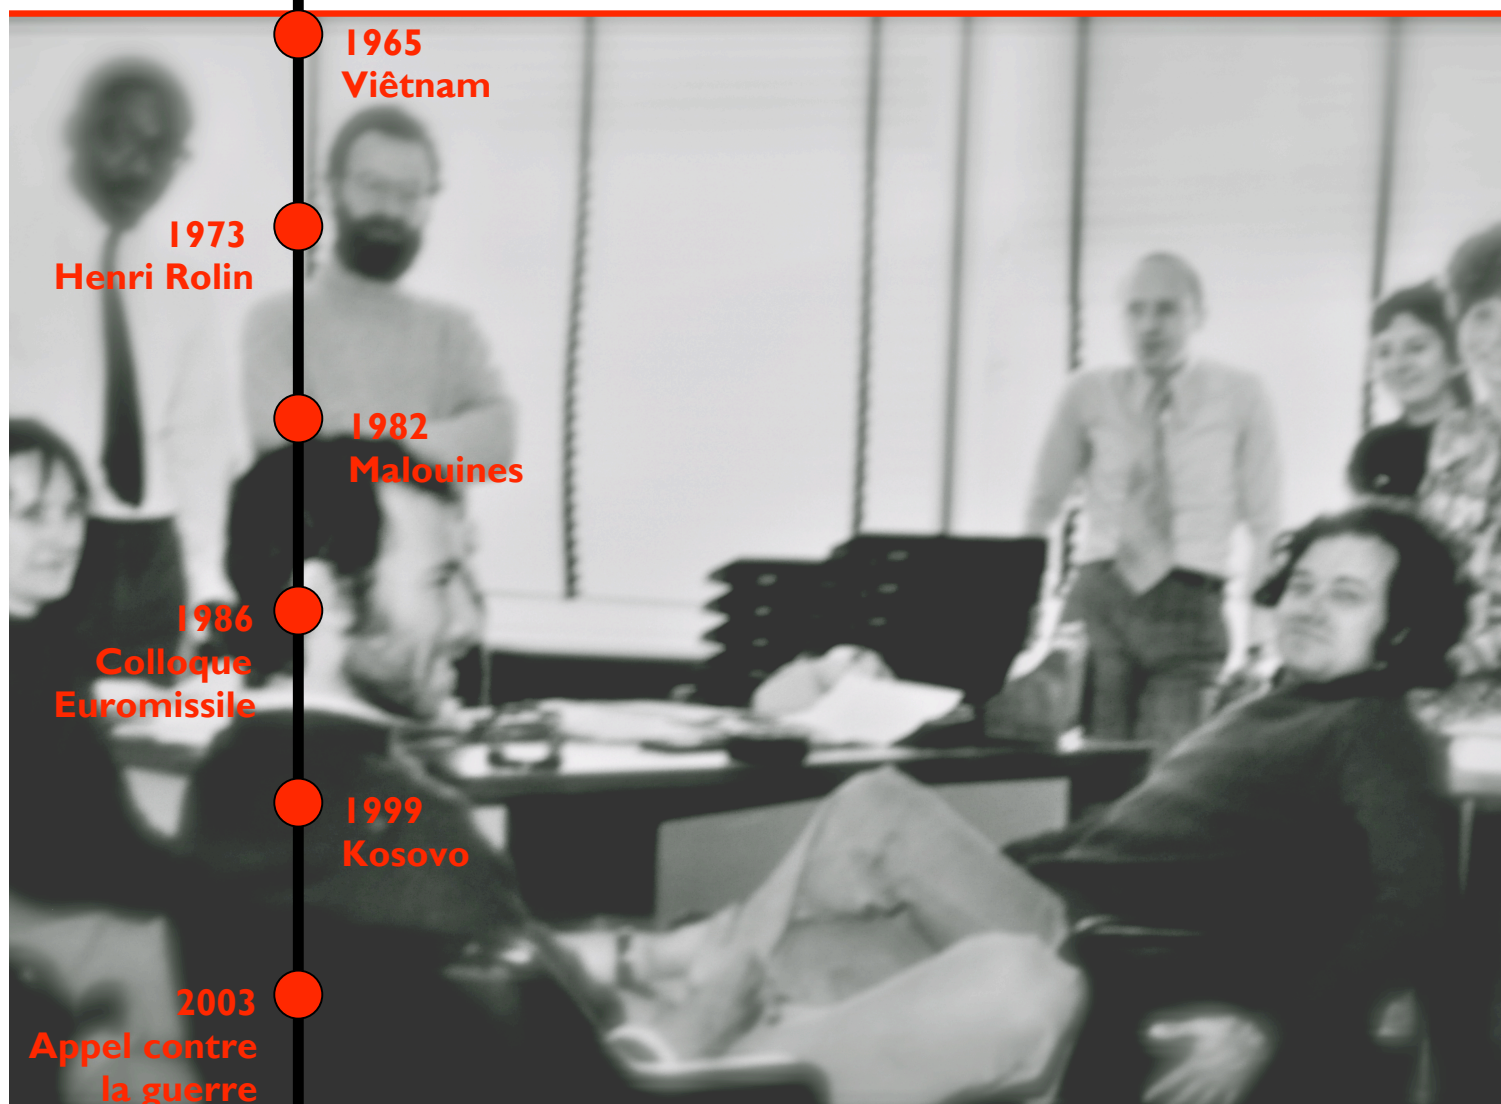 1965
Viêtnam
1973
Henri Rolin
1982
Malouines
1986
Colloque
Euromissile
1999
Kosovo
2003
Appel contre
la guerre